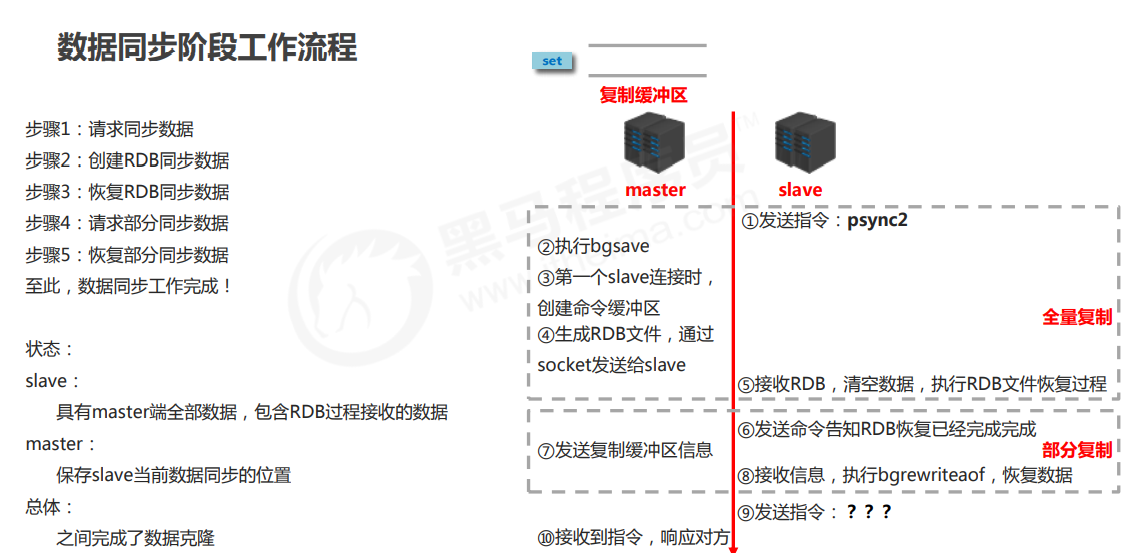 数据同步阶段工作流程
步骤1：请求同步数据
步骤2：创建RDB同步数据
步骤3：恢复RDB同步数据
步骤4：请求部分同步数据
步骤5：恢复部分同步数据
至此，数据同步工作完成！
状态：
slave：
具有master端全部数据，包含RDB过程接收的数据
master：
保存slave当前数据同步的位置
总体：
之间完成了数据克隆
set
复制缓冲区
master
slave
①发送指令：psync2
②执行bgsave
③第一个slave连接时，
创建命令缓冲区
④生成RDB文件，通过
socket发送给slave
全量复制
⑤接收RDB，清空数据，执行RDB文件恢复过程
⑥发送命令告知RDB恢复已经完成完成
⑦发送复制缓冲区信息
部分复制
⑧接收信息，执行bgrewriteaof，恢复数据
⑨发送指令：？？？
⑩接收到指令，响应对方
黑马程序员™
www.itheima.com